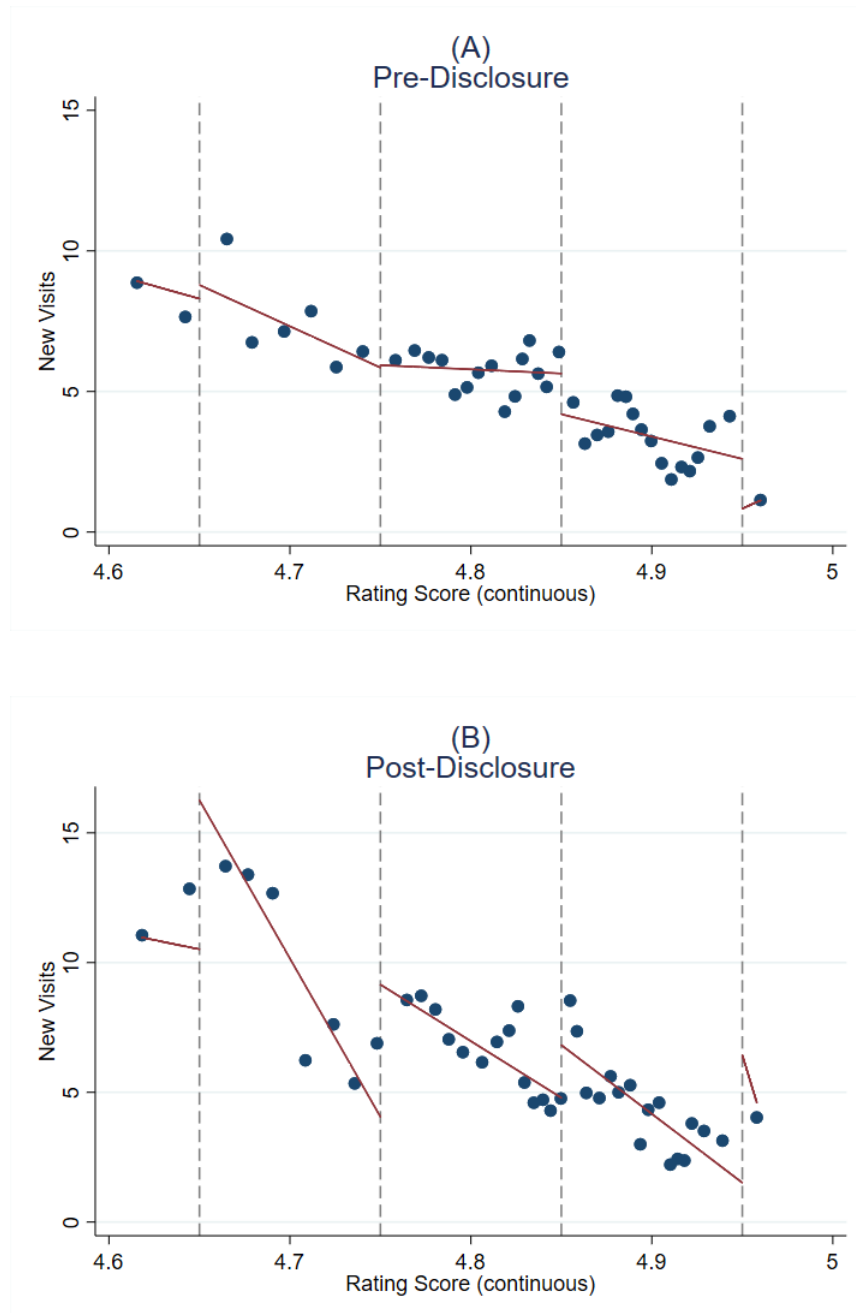 (A)
Pre-Disclosure
15
10
5
0
New Visits
4.6 4.7 4.8 4.9 5
Rating Score (continuous)
(B)
Post-Disclosure
15
10
5
0
New Visits
4.6 4.7 4.8 4.9 5
Rating Score (continuous)